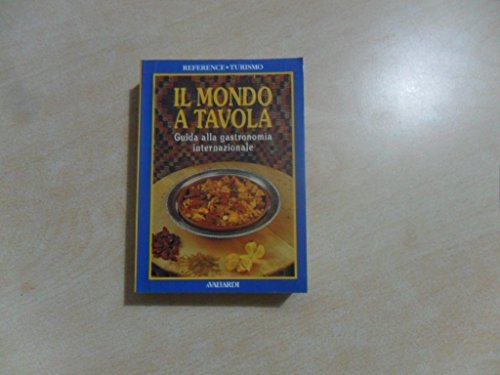 REFERENCE • TURISMO
IL MONDO
A TAVOLA
Guida alla gastronomia
internazionale
A.VALLARDI